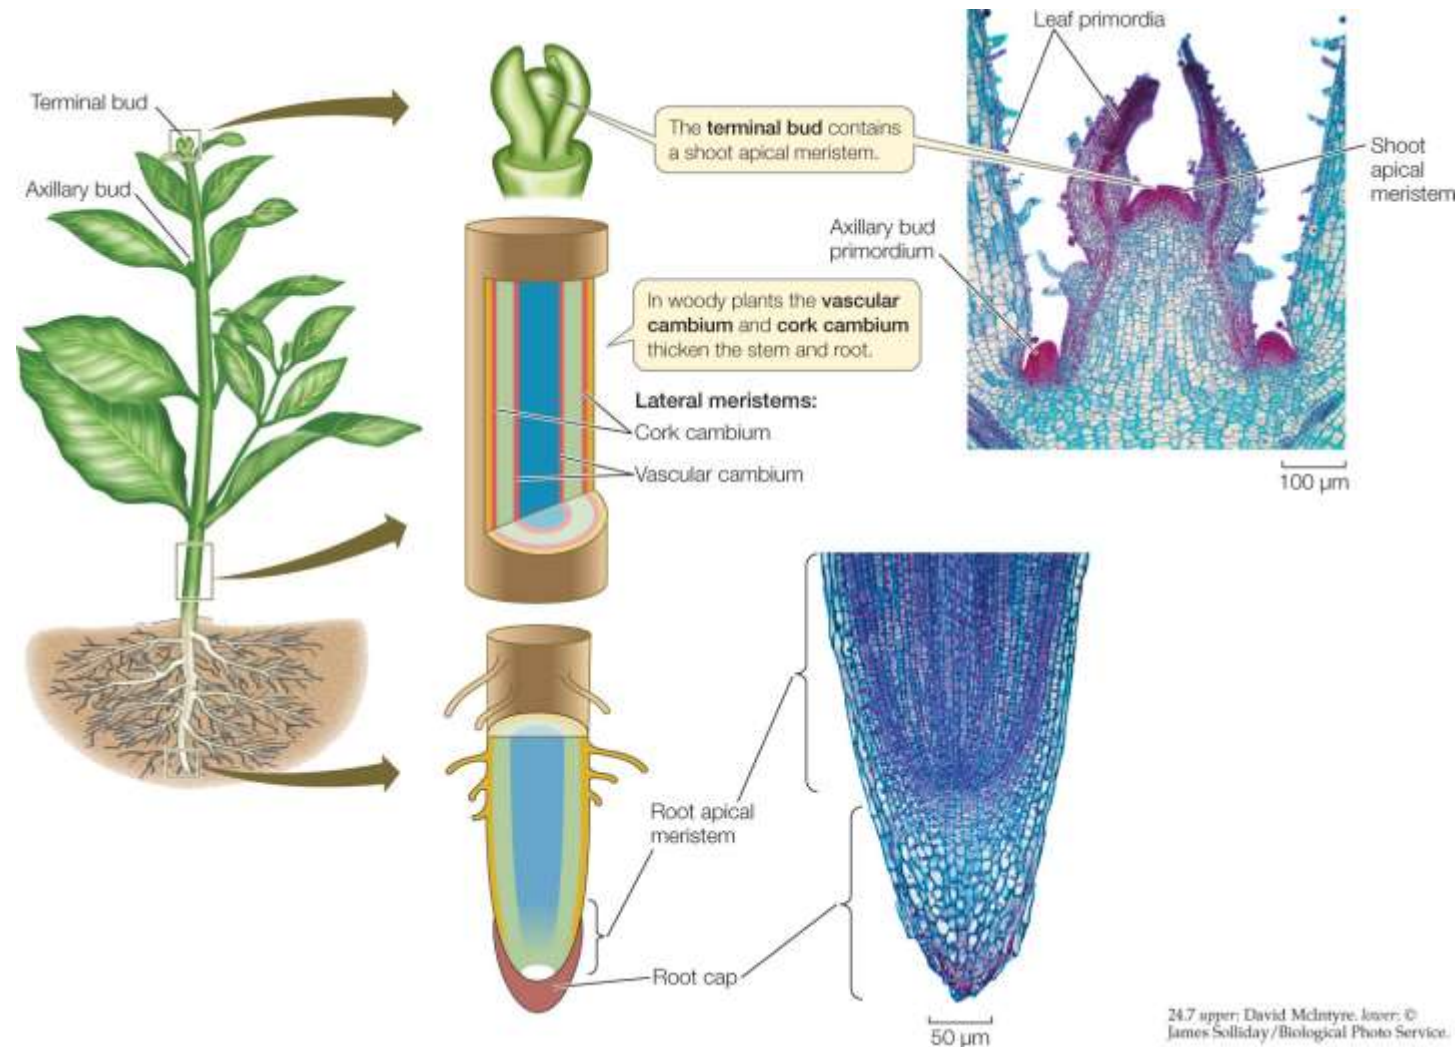 Leaf primordia
Terminal bud
The terminal bud contains
a shoot apical meristem.
Shoot
apical
meristem
Axillary bud
Axillary bud
primordium
In woody plants the vascular
cambium and cork cambium
thicken the stem and root.
Lateral meristems:
Cork cambium
Vascular cambium
100 µm
Root apical
meristem
Root cap
50 µm
24.7 upper: David McIntyre. lower: ©
James Solliday/Biological Photo Service.